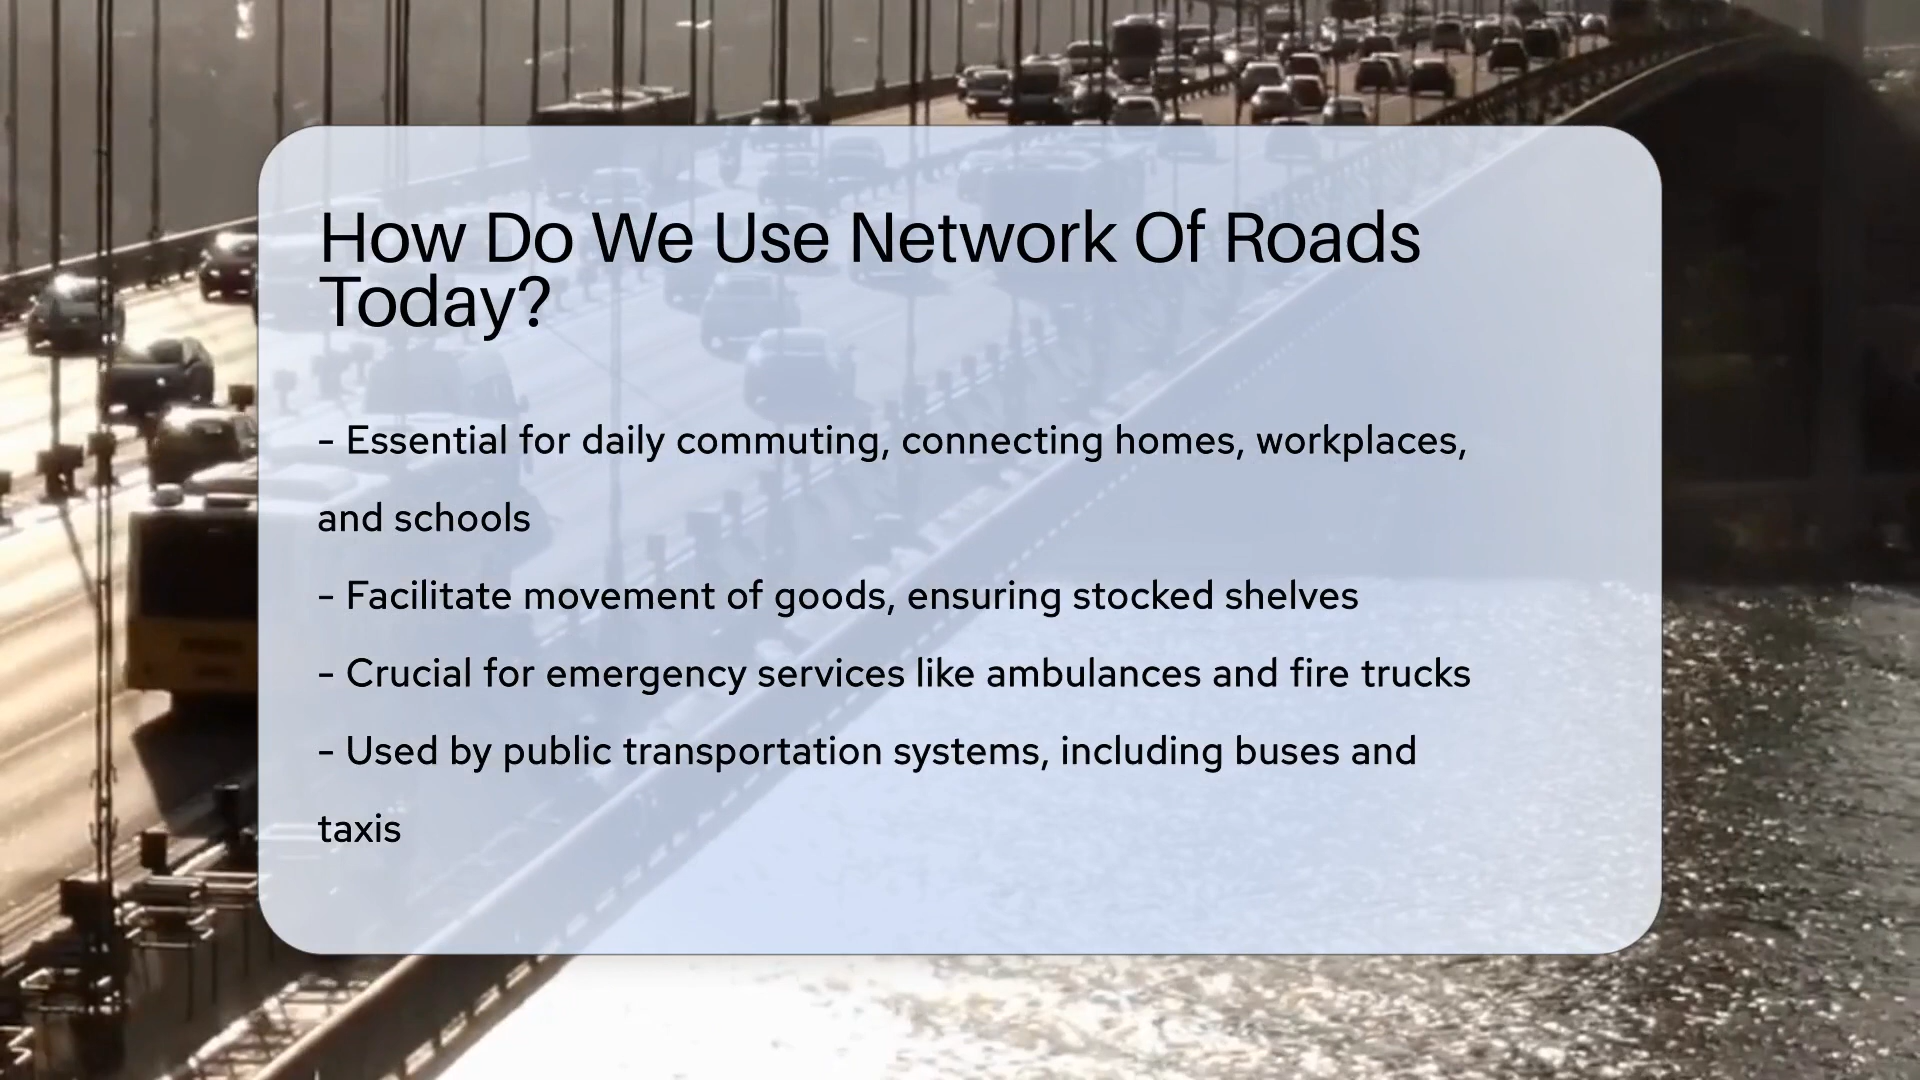 How Do We Use Network Of Roads
Today?
- Essential for daily commuting, connecting homes, workplaces,
and schools
- Facilitate movement of goods, ensuring stocked shelves
- Crucial for emergency services like ambulances and fire trucks
- Used by public transportation systems, including buses and
taxis